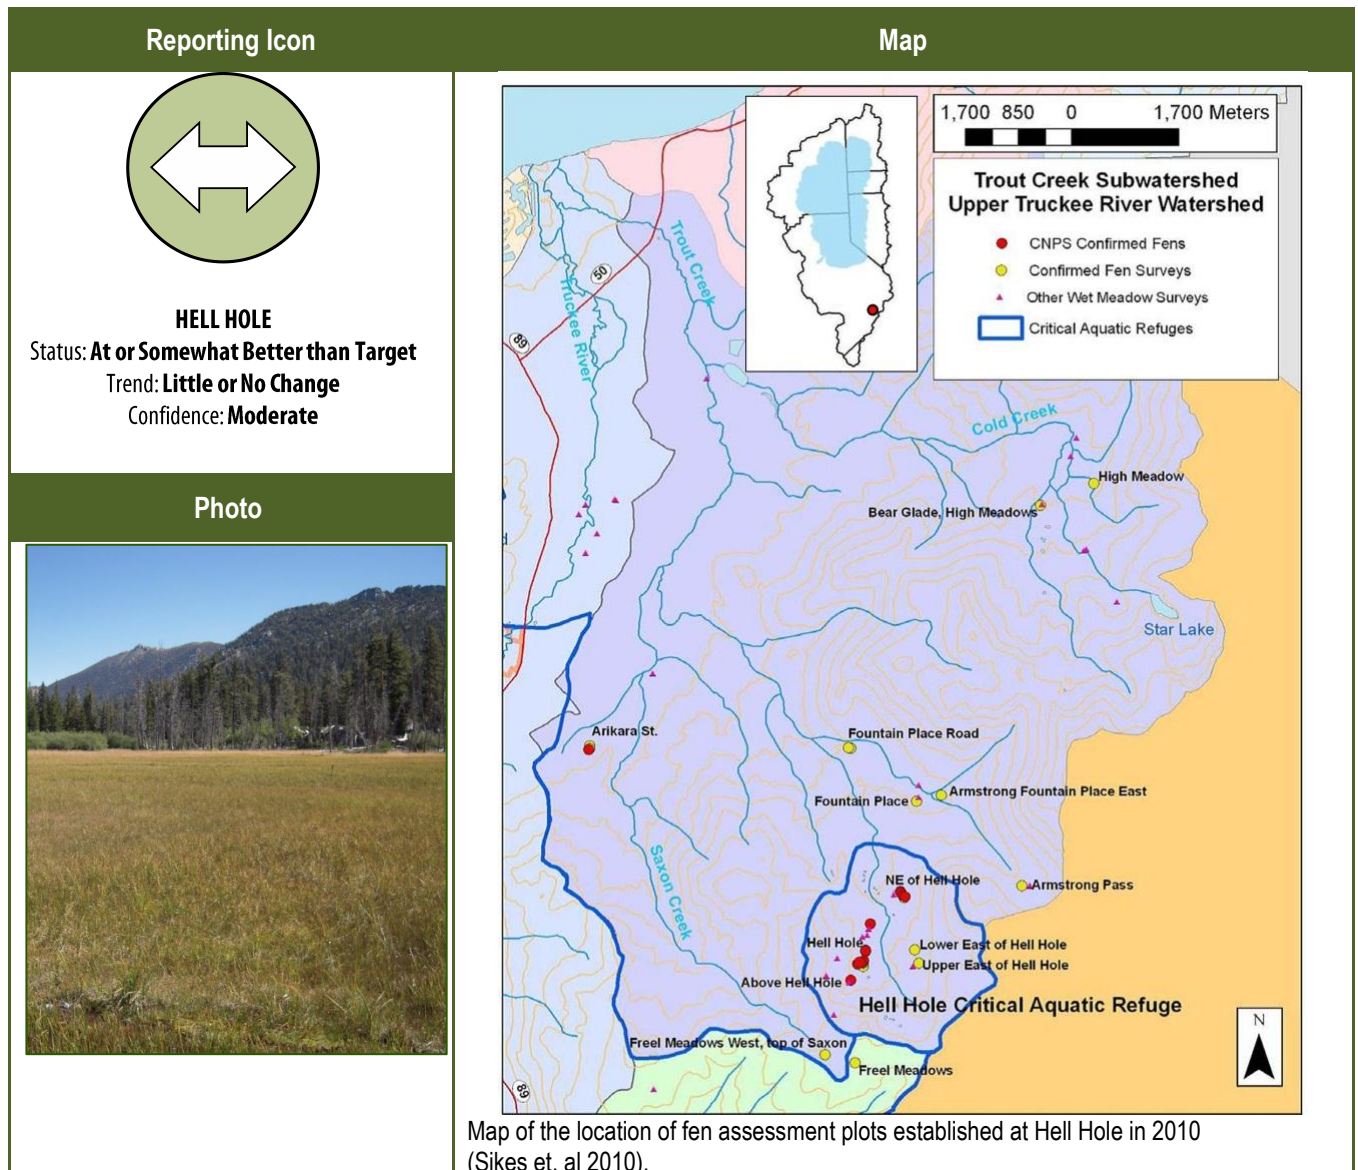 Reporting Icon
Map
HELL HOLE
Status: At or Somewhat Better than Target
Trend: Little or No Change
Confidence: Moderate
Photo
1,700 850 0 1,700 Meters
Trout Creek Subwatershed
Upper Truckee River Watershed
CNPS Confirmed Fens
Confirmed Fen Surveys
Other Wet Meadow Surveys
Critical Aquatic Refuges
Trout Creek
50
Truckee River
89
Cold Creek
High Meadow
Bear Glade, High Meadows
Star Lake
Arikara St.
Fountain Place Road
Armstrong Fountain Place East
Fountain Place
Saxon Creek
NE of Hell Hole
Armstrong Pass
Hell Hole
Lower East of Hell Hole
Upper East of Hell Hole
Above Hell Hole
Hell Hole Critical Aquatic Refuge
N
Freel Meadows West, top of Saxon
Freel Meadows
89
Map of the location of fen assessment plots established at Hell Hole in 2010
(Sikes et. al 2010).